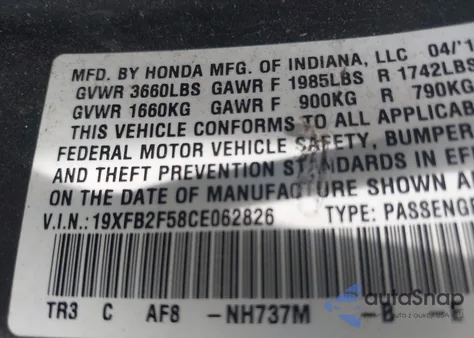 MFD. BY HONDA MFG. OF INDIANA, LLC 04/'1
GVWR 3660LBS GAWR F 1985LBS R 1742LBS
GVWR 1660KG GAWR F 900KG R 790KG
THIS VEHICLE CONFORMS TO ALL APPLICAB
FEDERAL MOTOR VEHICLE SAFETY, BUMPER
AND THEFT PREVENTION STANDARDS IN EFF
ON THE DATE OF MANUFACTURE SHOWN A
V.I.N.:19XFB2F58CE062826 TYPE: PASSENGE
TR3 C AF8 -NH737M -B
autoSnap